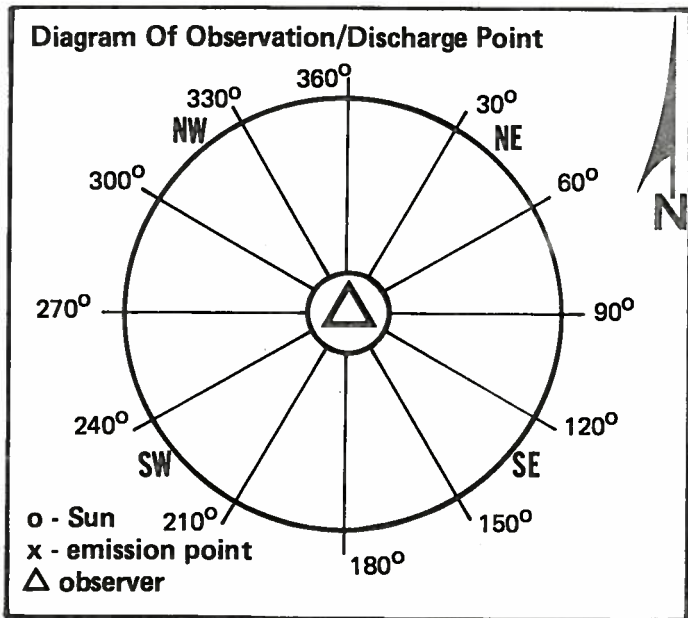 Diagram Of Observation/Discharge Point
360°
330°
30°
NW
NE
300°
60°
N
270°
90°
240°
120°
SW
SE
o - Sun
210°
150°
x - emission point
180°
△ observer